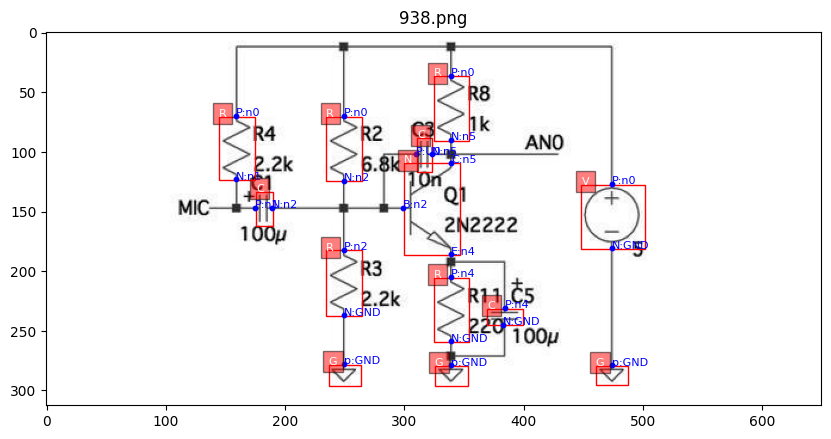 938.png
0
50
100
150
200
250
300
0
100
200
300
400
500
600
R
P:n0
R4
2.2k
C
P:n1
N:n2
MIC
+
100µ
R
P:n0
R2
6.8k
N:n2
R
P:n2
R3
2.2k
N:GND
G
p:GND
R
P:n0
R8
1k
N:n5
C3
10n
AN0
N
C:n5
B:n2
E:n4
Q1
2N2222
R
P:n4
R11
220
N:GND
C
P:n4
N:GND
+
C5
100µ
G
p:GND
V
P:n0
+
N:GND
5
G
p:GND